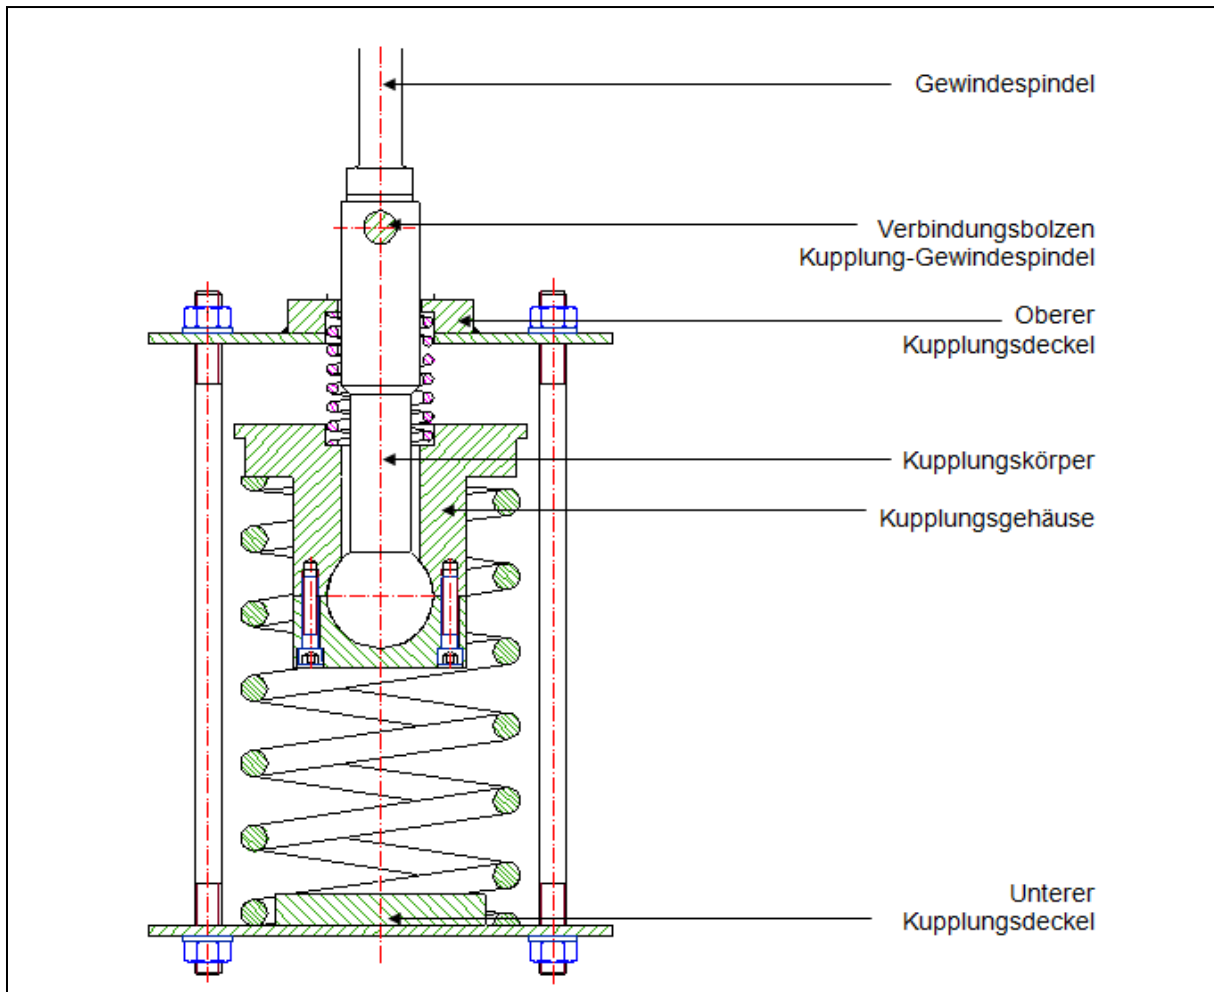 Gewindespindel
Verbindungsbolzen
Kupplung-Gewindespindel
Oberer
Kupplungsdeckel
Kupplungskörper
Kupplungsgehäuse
Unterer
Kupplungsdeckel